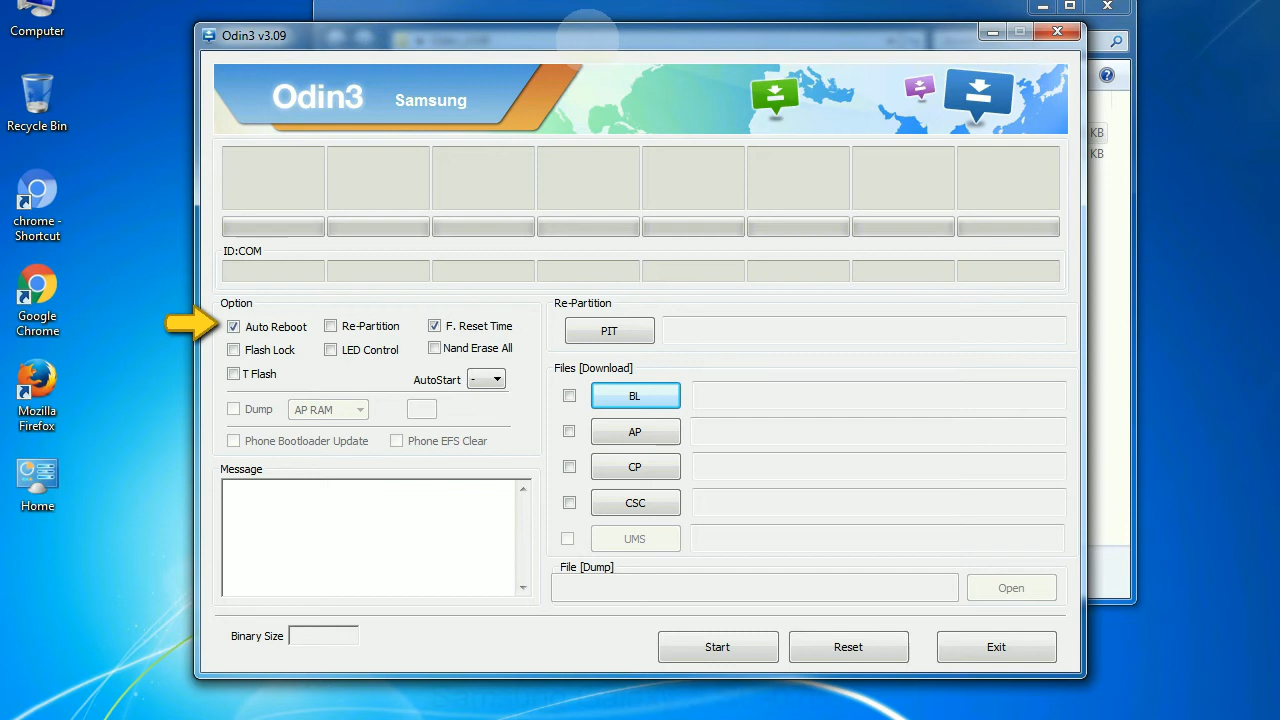 Computer
Recycle Bin
chrome -
Shortcut
Google
Chrome
Mozilla
Firefox
Home
Odin3 v3.09
Odin3 Samsung
KB
KB
ID:COM
Option
Auto Reboot Re-Partition F. Reset Time
Flash Lock LED Control Nand Erase All
T Flash
AutoStart -
Dump AP RAM
Phone Bootloader Update Phone EFS Clear
Message
Re-Partition
PIT
Files [Download]
BL
AP
CP
CSC
UMS
File [Dump]
Open
Binary Size
Start Reset Exit